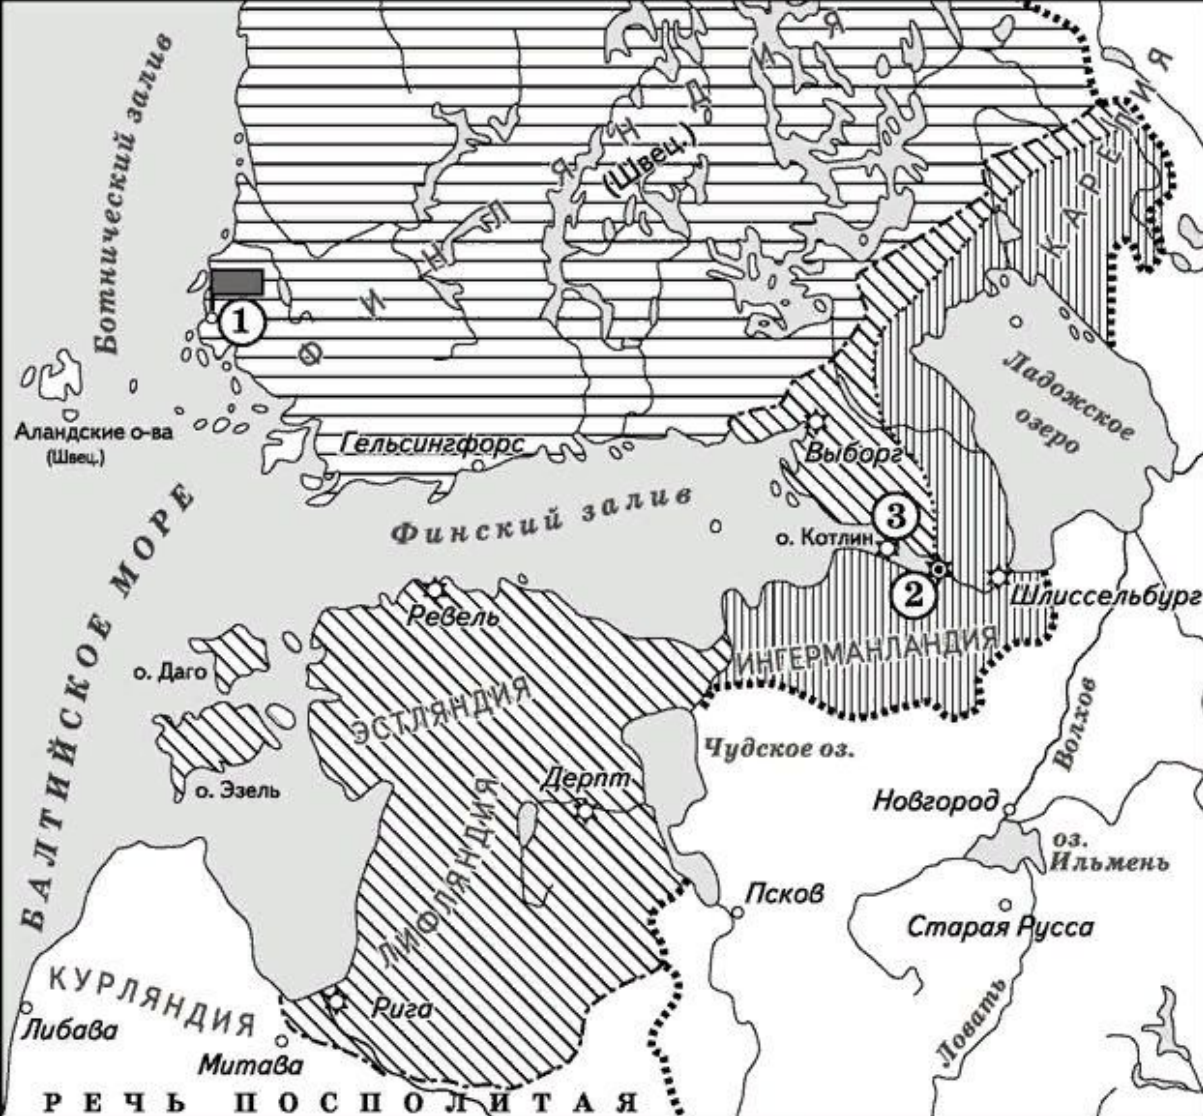 Ботнический залив
ФИНЛЯНДИЯ
(Швец.)
КАРЕЛИЯ
1
Аландские о-ва
(Швец.)
Гельсингфорс
Выборг
Ладожское
озеро
Финский залив
3
о. Котлин
2
Шлиссельбург
БАЛТИЙСКОЕ МОРЕ
Ревель
ИНГЕРМАНЛАНДИЯ
о. Даго
ЭСТЛЯНДИЯ
Чудское оз.
Волхов
о. Эзель
Дерпт
Новгород
оз.
Ильмень
ЛИФЛЯНДИЯ
Псков
Старая Русса
КУРЛЯНДИЯ
Рига
Либава
Митава
Ловать
РЕЧЬ ПОСПОЛИТАЯ